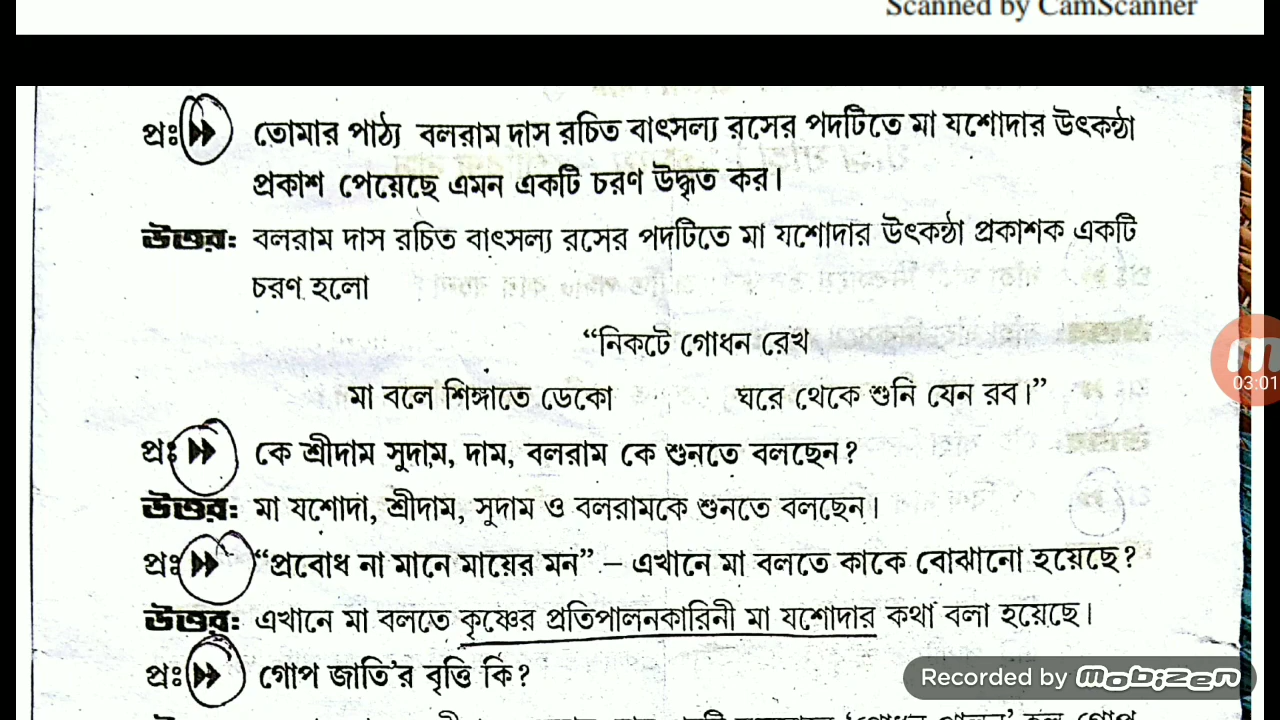 Scanned by CamScanner
প্রঃ তোমার পাঠ্য বলরাম দাস রচিত বাৎসল্য রসের পদটিতে মা যশোদার উৎকণ্ঠা
প্রকাশ পেয়েছে এমন একটি চরণ উদ্ধৃত কর।
উত্তর: বলরাম দাস রচিত বাৎসল্য রসের পদটিতে মা যশোদার উৎকণ্ঠা প্রকাশক একটি
চরণ হলো
“নিকটে গোধন রেখ
মা বলে শিঙ্গাতে ডেকো ঘরে থেকে শুনি যেন রব।”
প্রঃ কে শ্রীদাম সুদাম, দাম, বলরাম কে শুনতে বলছেন?
উত্তর: মা যশোদা, শ্রীদাম, সুদাম ও বলরামকে শুনতে বলছেন।
প্রঃ “প্রবোধ না মানে মায়ের মন” – এখানে মা বলতে কাকে বোঝানো হয়েছে?
উত্তর: এখানে মা বলতে কৃষ্ণের প্রতিপালনকারিনী মা যশোদার কথা বলা হয়েছে।
প্রঃ গোপ জাতি’র বৃত্তি কি?
03:01
Recorded by mobizen